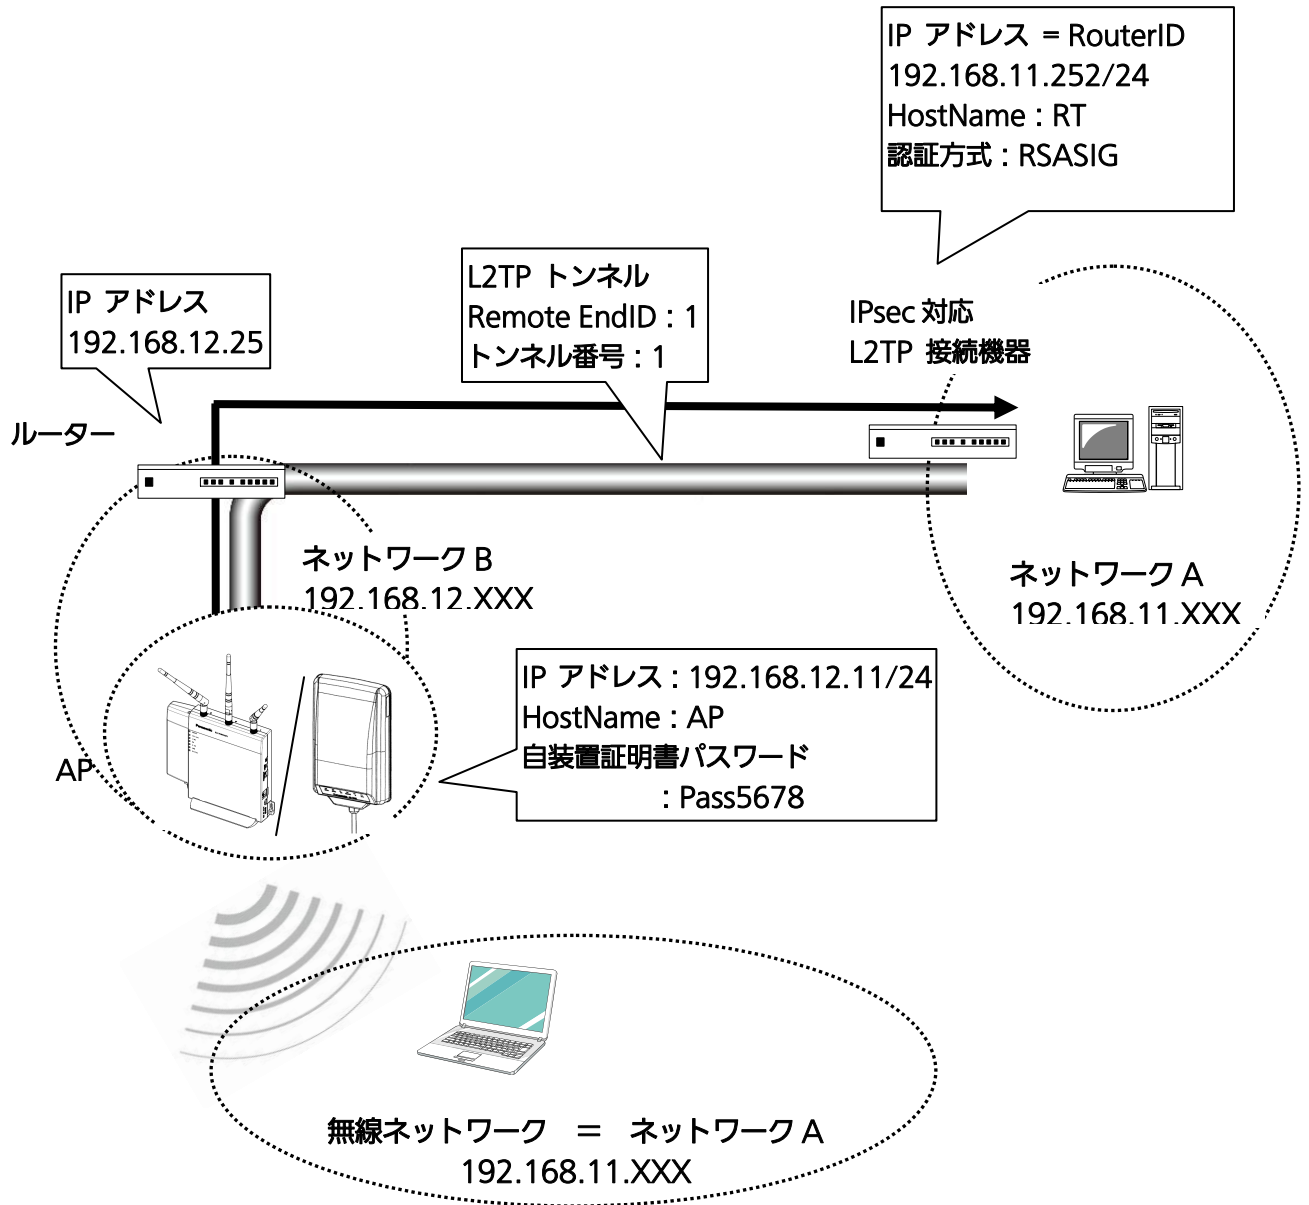 IP アドレス = RouterID
192.168.11.252/24
HostName : RT
認証方式 : RSASIG
L2TP トンネル
Remote EndID : 1
トンネル番号 : 1
IP アドレス
192.168.12.25
IPsec 対応
L2TP 接続機器
ルーター
ネットワーク B
192.168.12.XXX
ネットワーク A
192.168.11.XXX
IP アドレス : 192.168.12.11/24
HostName : AP
自装置証明書パスワード
: Pass5678
AP
無線ネットワーク = ネットワーク A
192.168.11.XXX